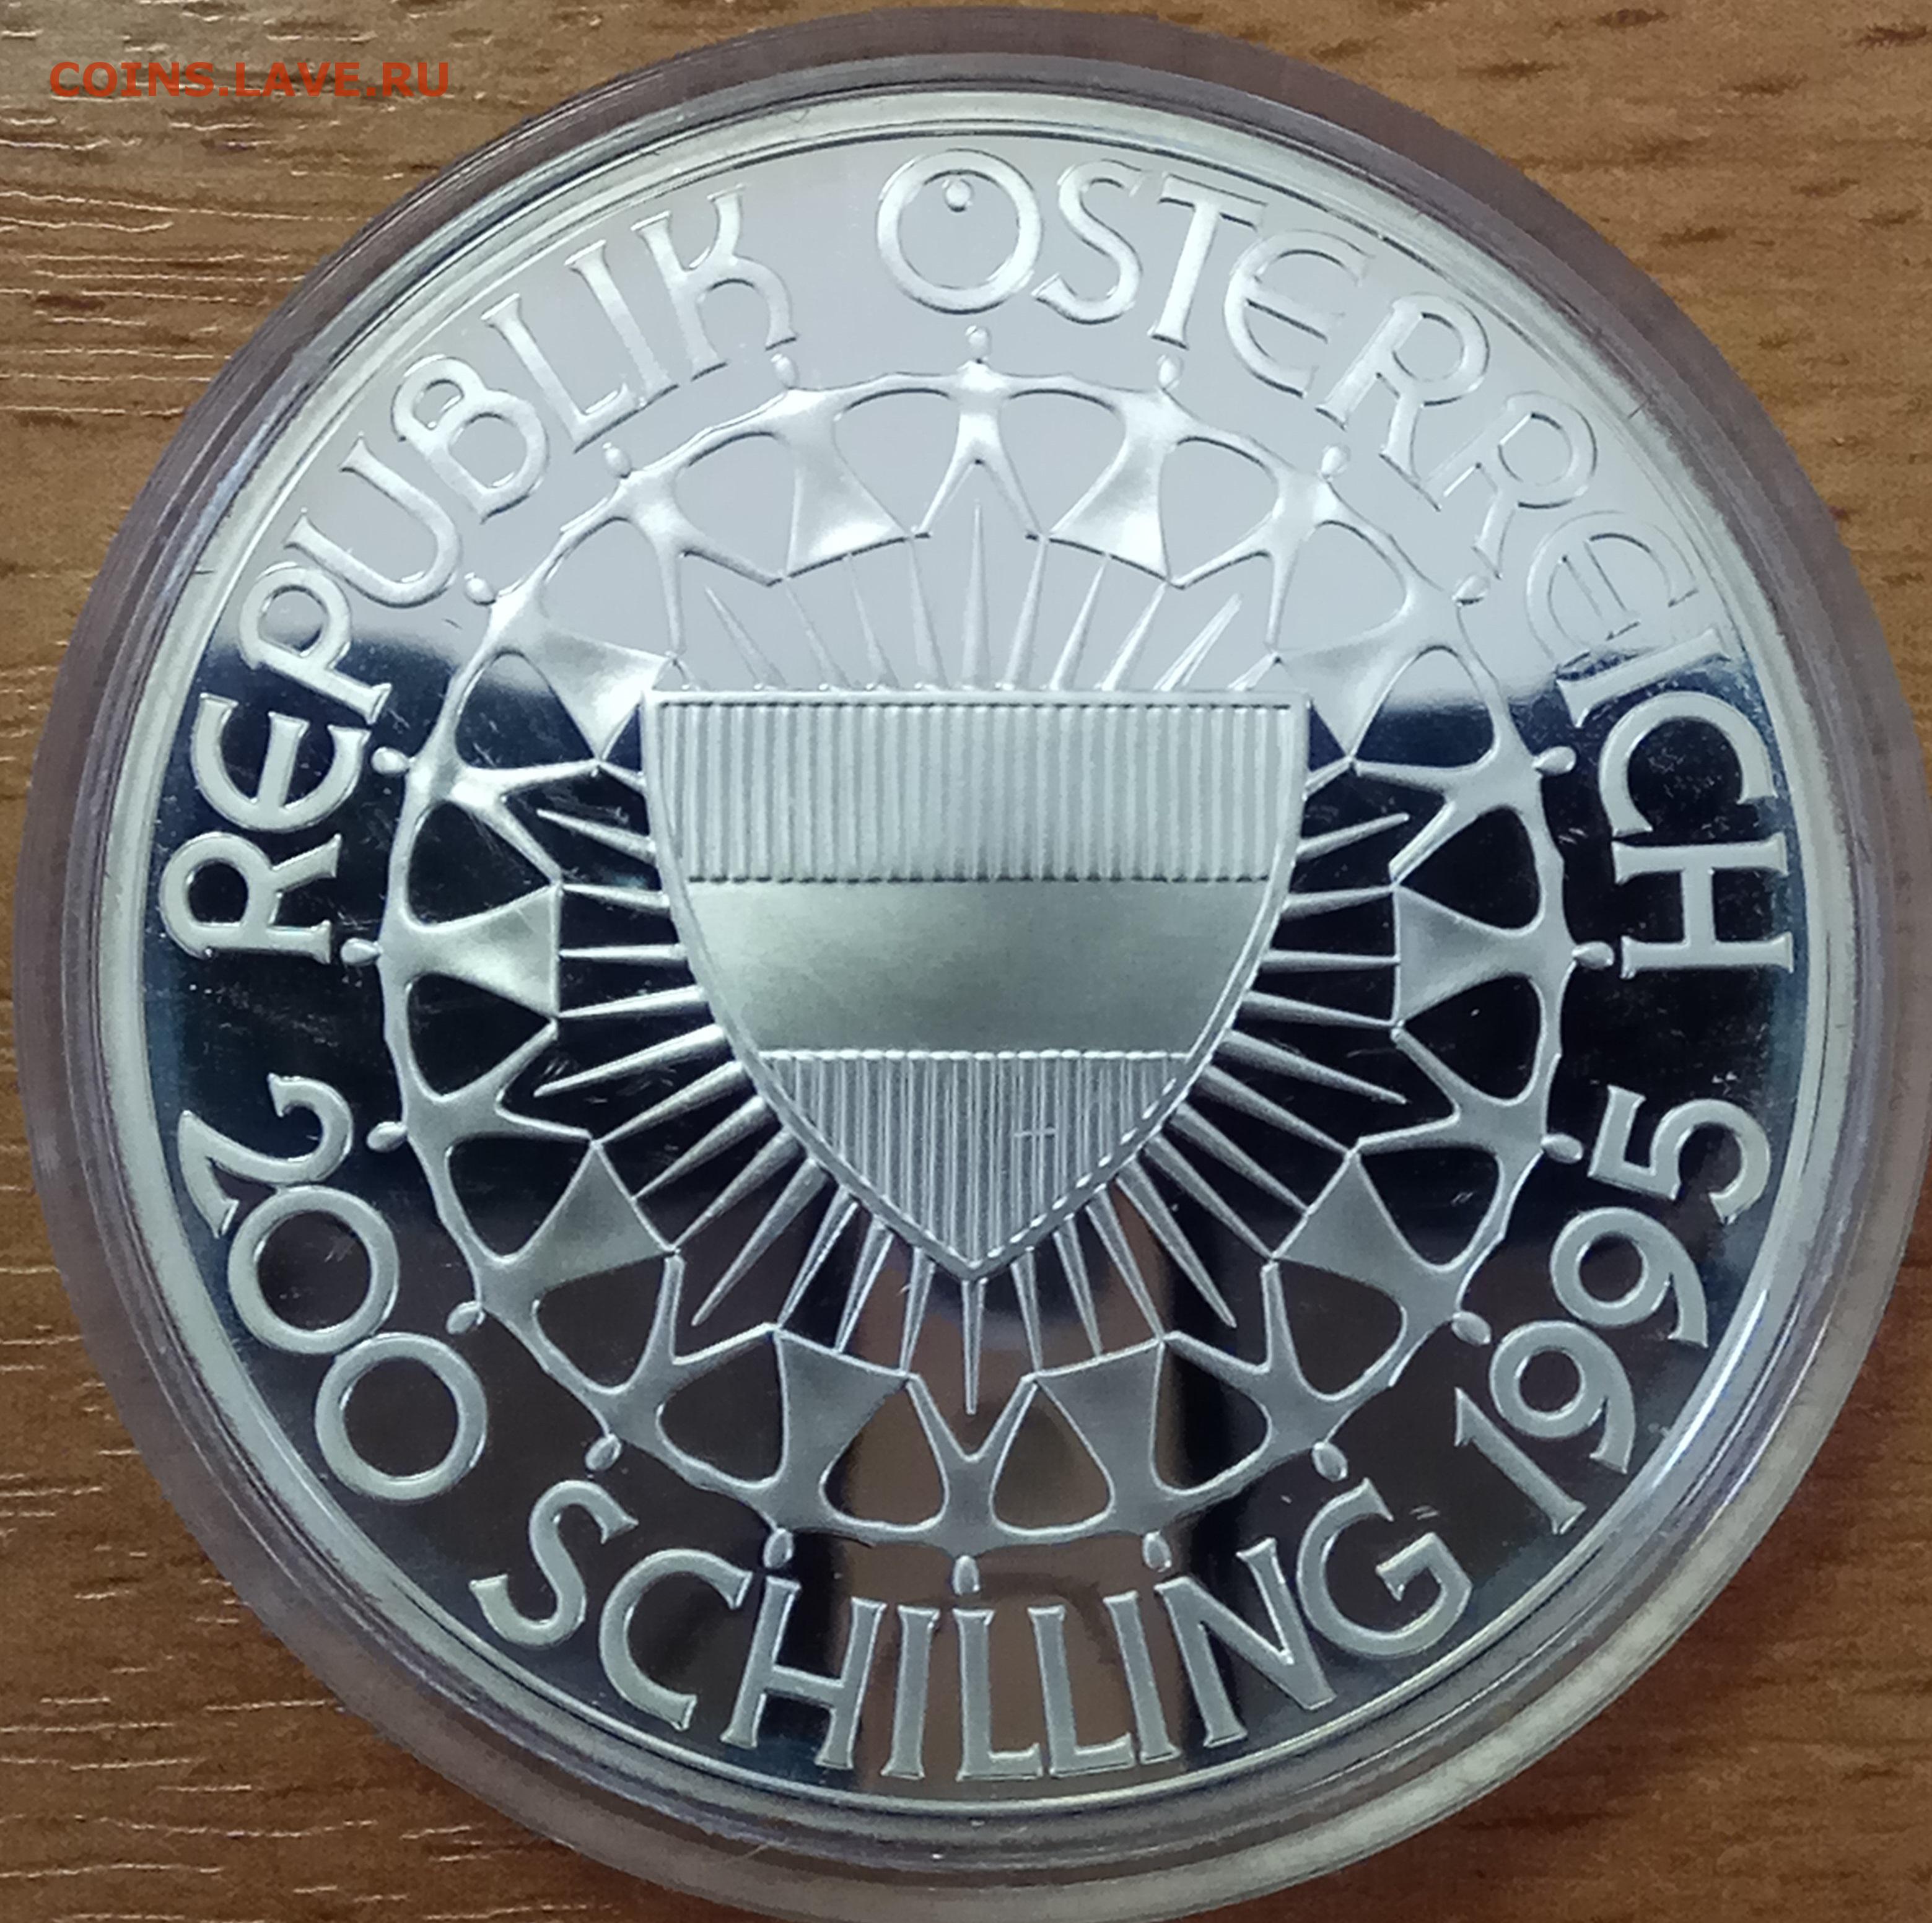 COINS.LAVE.RU
REPUBLIK ÖSTERREICH
200 SCHILLING 1995